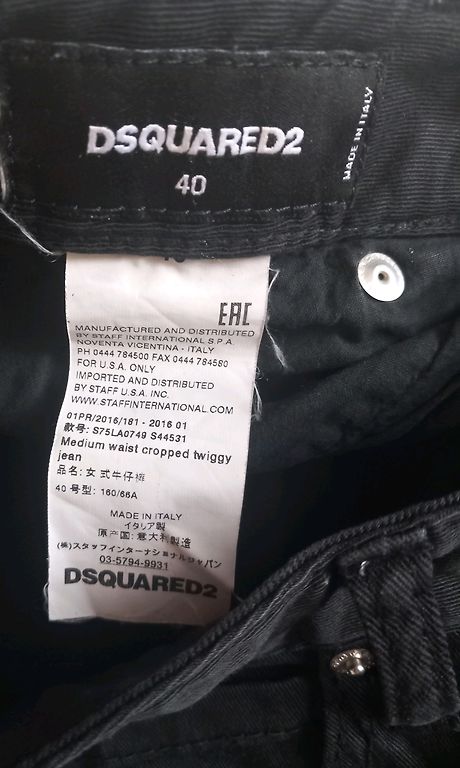 DSQUARED2
40
MADE IN ITALY
EAC
MANUFACTURED AND DISTRIBUTED
BY STAFF INTERNATIONAL S.P.A.
NOVENTA VICENTINA - ITALY
PH 0444 784500 FAX 0444 784580
FOR U.S.A. ONLY
IMPORTED AND DISTRIBUTED
BY STAFF U.S.A. INC.
WWW.STAFFINTERNATIONAL.COM
01PR/2016/181 - 2016 01
款号: S75LA0749 S44531
Medium waist cropped twiggy
jean
品名: 女式牛仔裤
40 号型: 160/66A
MADE IN ITALY
イタリア製
原产国: 意大利製造
(株)スタッフインターナショナルジャパン
03-5794-9931
DSQUARED2